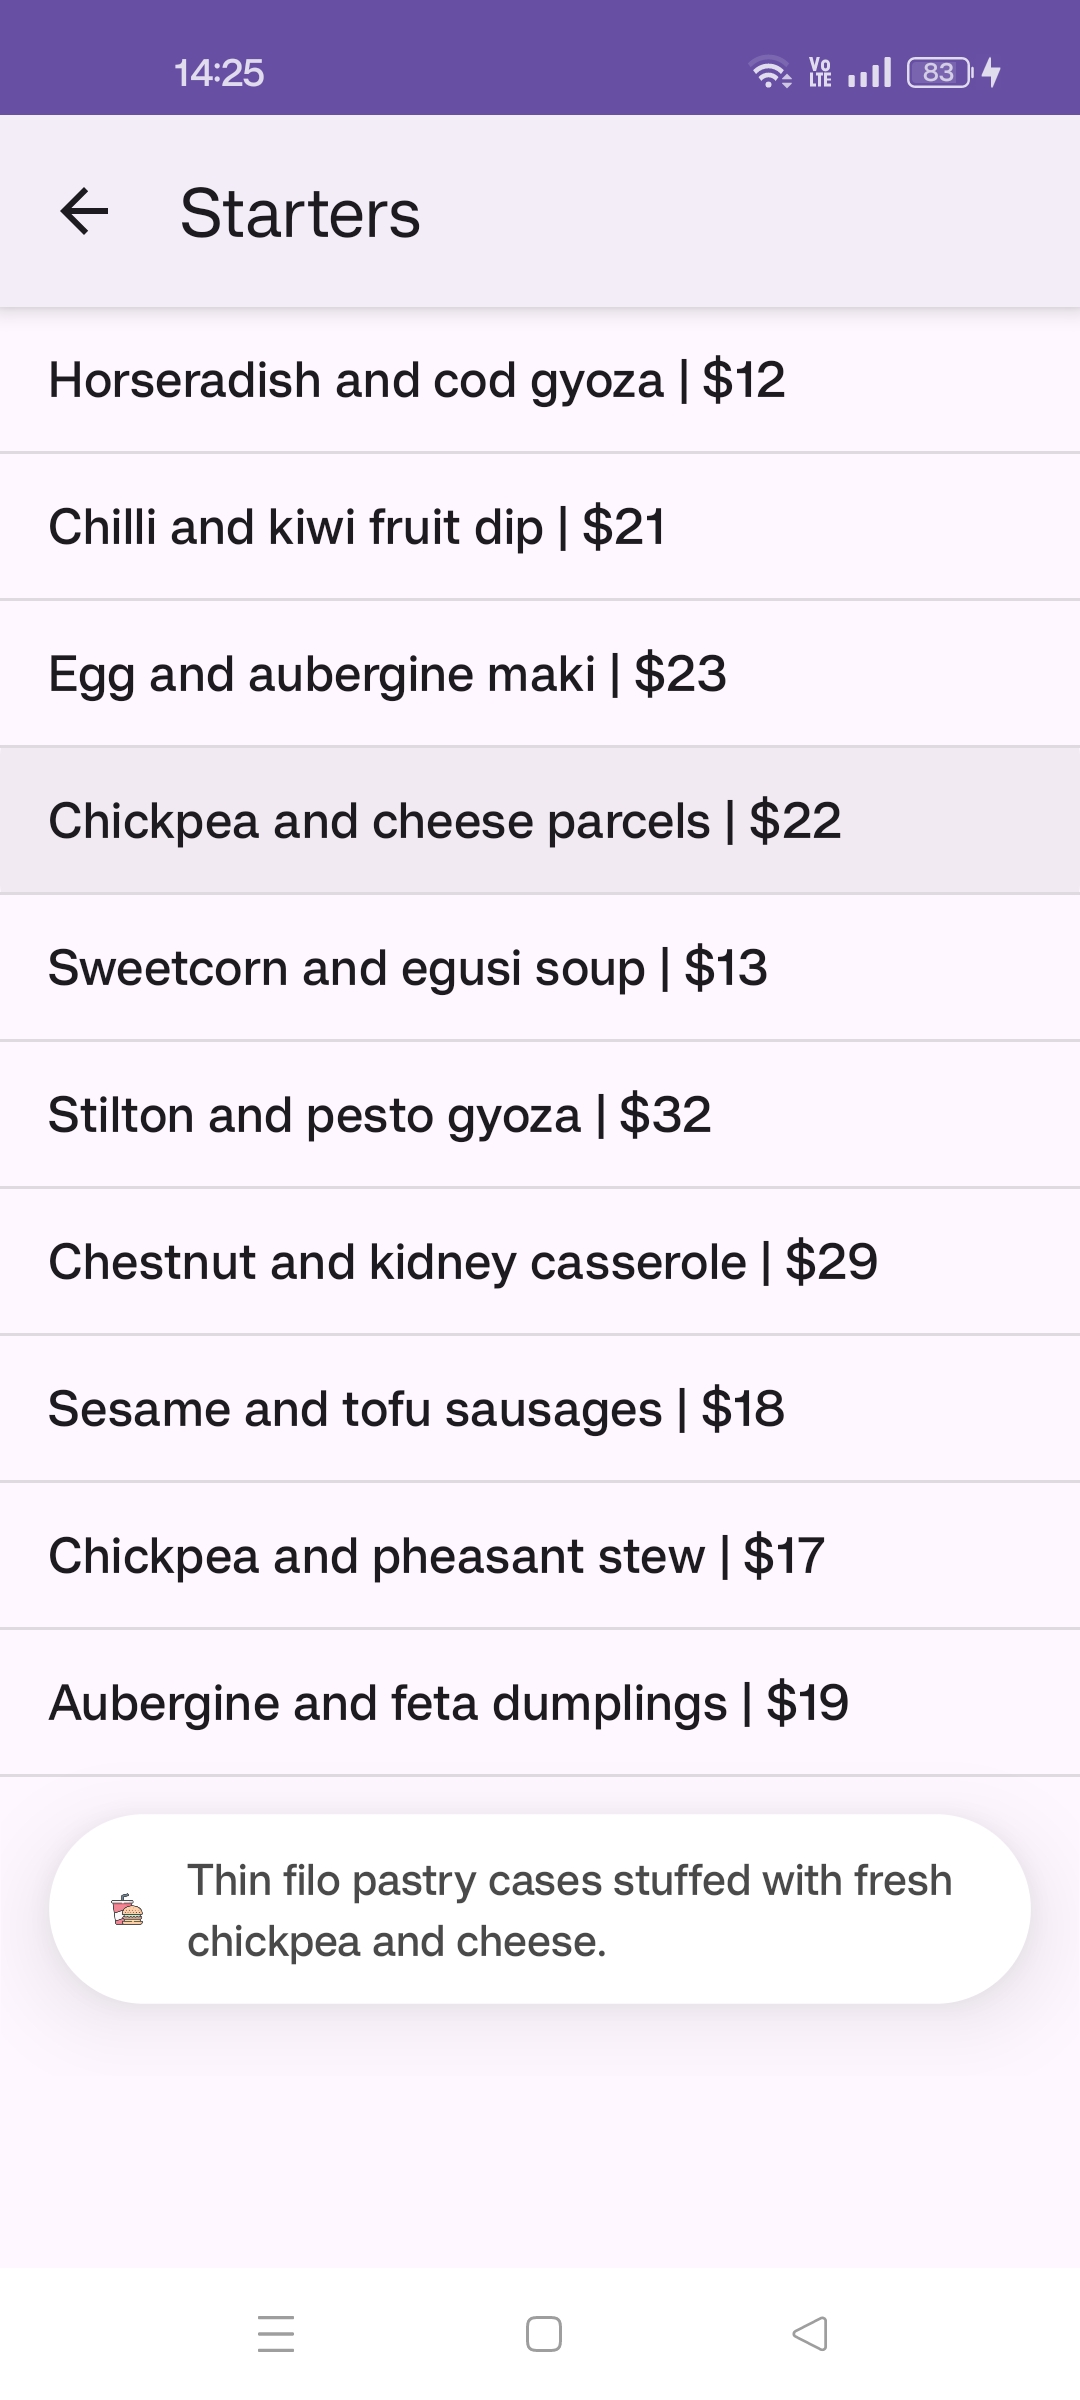 14:25
Vo
LTE
83
Starters
Horseradish and cod gyoza | $12
Chilli and kiwi fruit dip | $21
Egg and aubergine maki | $23
Chickpea and cheese parcels | $22
Sweetcorn and egusi soup | $13
Stilton and pesto gyoza | $32
Chestnut and kidney casserole | $29
Sesame and tofu sausages | $18
Chickpea and pheasant stew | $17
Aubergine and feta dumplings | $19
Thin filo pastry cases stuffed with fresh
chickpea and cheese.